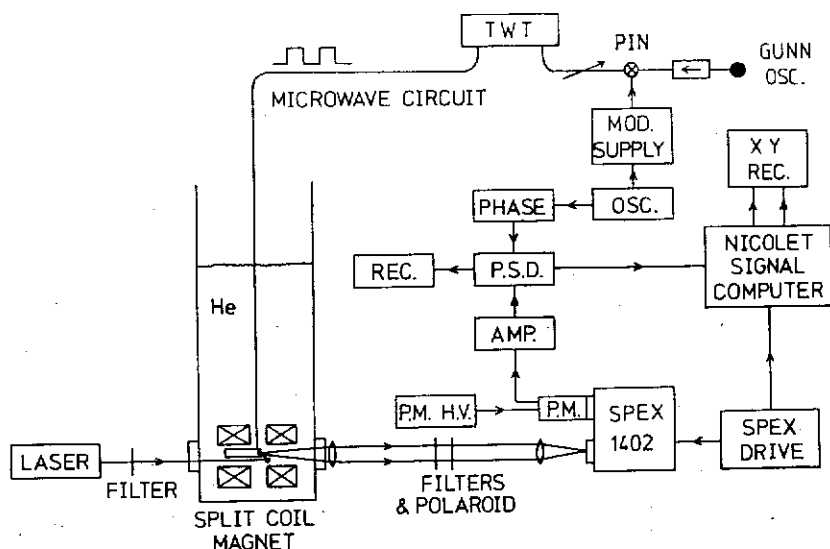 TWT
PIN
GUNN
OSC.
MICROWAVE CIRCUIT
MOD.
SUPPLY
X Y
REC.
PHASE
OSC.
REC.
P.S.D.
NICOLET
SIGNAL
COMPUTER
He
AMP.
P.M. H.V.
P.M.
SPEX
1402
SPEX
DRIVE
LASER
FILTER
FILTERS
& POLAROID
SPLIT COIL
MAGNET